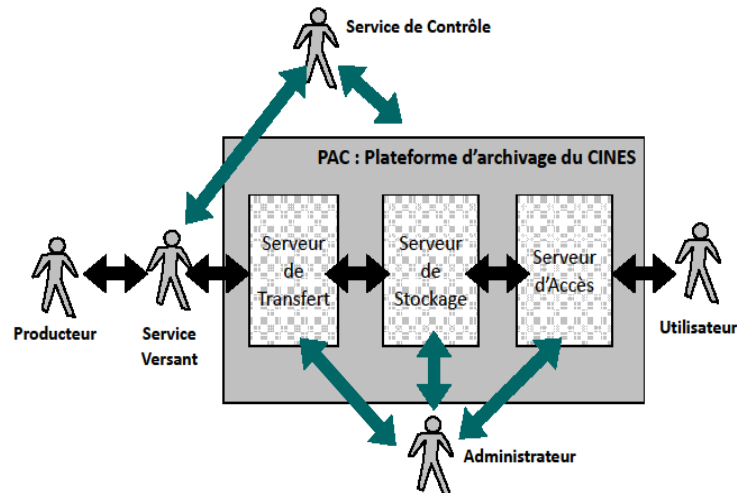 Service de Contrôle
PAC : Plateforme d'archivage du CINES
Serveur
de
Transfert
Serveur
de
Stockage
Serveur
d'Accès
Producteur
Service
Versant
Utilisateur
Administrateur